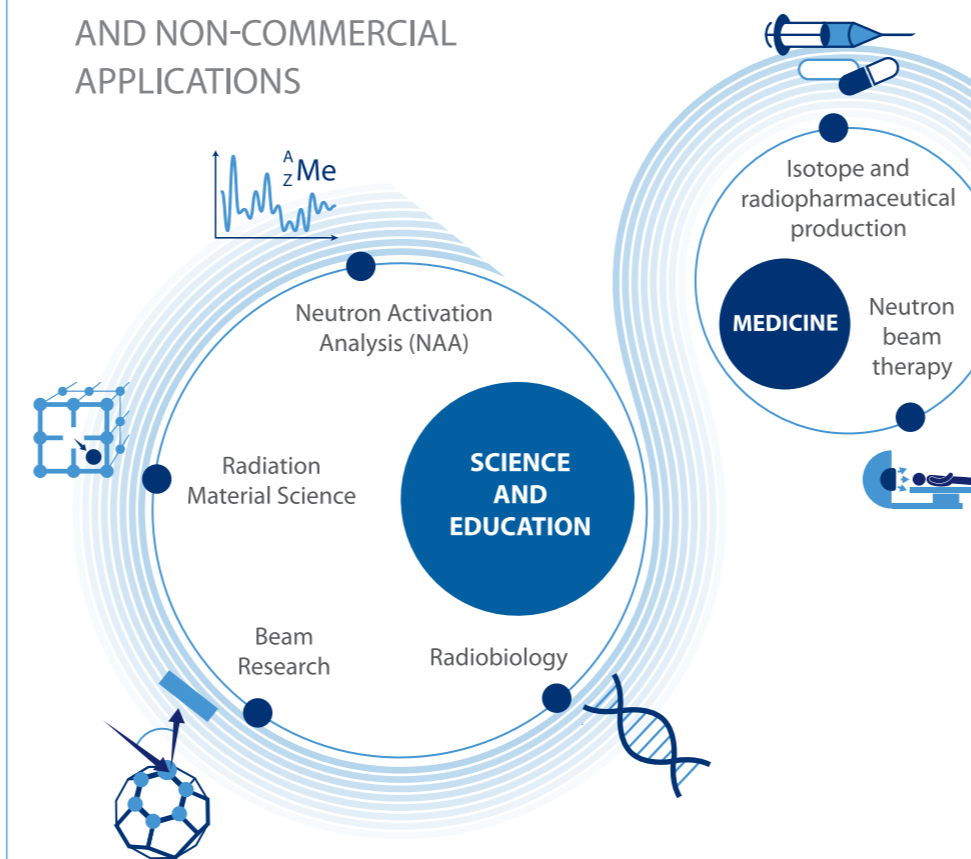 AND NON-COMMERCIAL
APPLICATIONS
A
Z Me
Neutron Activation
Analysis (NAA)
Radiation
Material Science
SCIENCE
AND
EDUCATION
Beam
Research
Radiobiology
Isotope and
radiopharmaceutical
production
MEDICINE
Neutron
beam
therapy